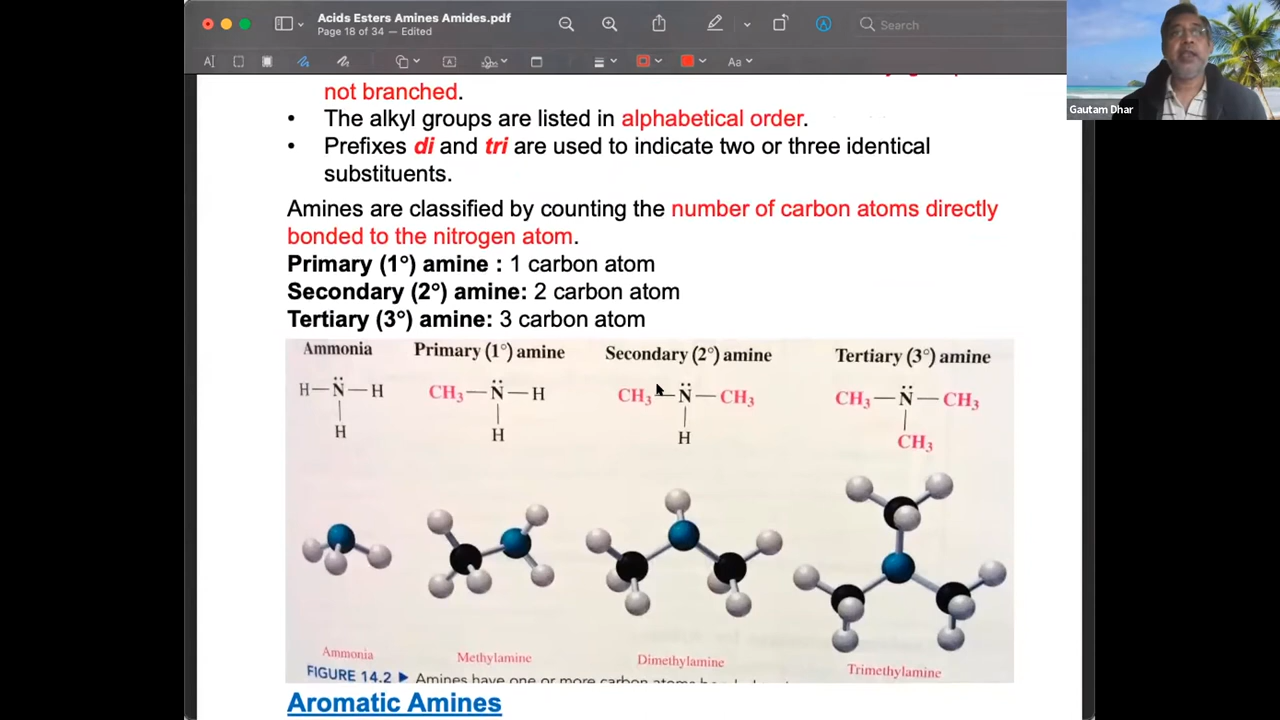 Acids Esters Amines Amides.pdf
Page 18 of 34 — Edited
Search
Gautam Dhar
not branched.
• The alkyl groups are listed in alphabetical order.
• Prefixes di and tri are used to indicate two or three identical
substituents.
Amines are classified by counting the number of carbon atoms directly
bonded to the nitrogen atom.
Primary (1°) amine : 1 carbon atom
Secondary (2°) amine: 2 carbon atom
Tertiary (3°) amine: 3 carbon atom
Ammonia Primary (1°) amine Secondary (2°) amine Tertiary (3°) amine
H—N̈—H CH₃—N̈—H CH₃—N̈—CH₃ CH₃—N̈—CH₃
H H H CH₃
Ammonia Methylamine Dimethylamine Trimethylamine
FIGURE 14.2 ▶ Amines have one or more carbon atoms
Aromatic Amines